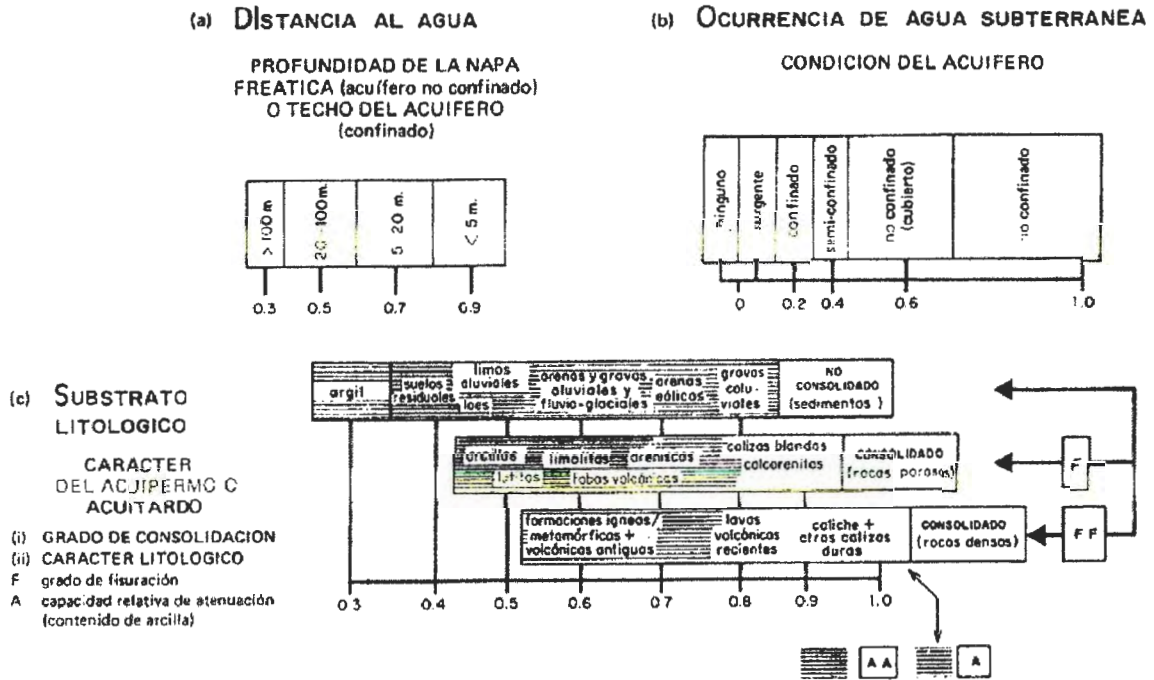 (a) DISTANCIA AL AGUA
PROFUNDIDAD DE LA NAPA
FREATICA (acuífero no confinado)
O TECHO DEL ACUIFERO
(confinado)
>100 m
20-100m.
5 20 m.
< 5 m.
0.3 0.5 0.7 0.9
(b) OCURRENCIA DE AGUA SUBTERRANEA
CONDICION DEL ACUIFERO
ninguno
surgente
confinado
semi-confinado
no confinado
(cubierto)
no confinado
0 0.2 0.4 0.6 1.0
(c) SUBSTRATO
LITOLOGICO
CARACTER
DEL ACUIPERMO O
ACUITARDO
(i) GRADO DE CONSOLIDACION
(ii) CARACTER LITOLOGICO
F grado de fisuración
A capacidad relativa de atenuación
(contenido de arcilla)
argil
suelos
residuales
limos
aluviales
loes
arenas y gravas
aluviales y
fluvio-glaciales
arenas
eólicas
gravas
colu-
viales
NO
CONSOLIDADO
(sedimentos)
arcillas
limolitas
areniscas
calizas blandas
calcorenitas
tobas volcánicas
CONSOLIDADO
(rocas porosas)
F
formaciones igneas/
metamórficas +
volcánicas antiguas
lavas
volcánicas
recientes
caliche +
otras calizas
duras
CONSOLIDADO
(rocas densas)
F F
0.3 0.4 0.5 0.6 0.7 0.8 0.9 1.0
A A
A